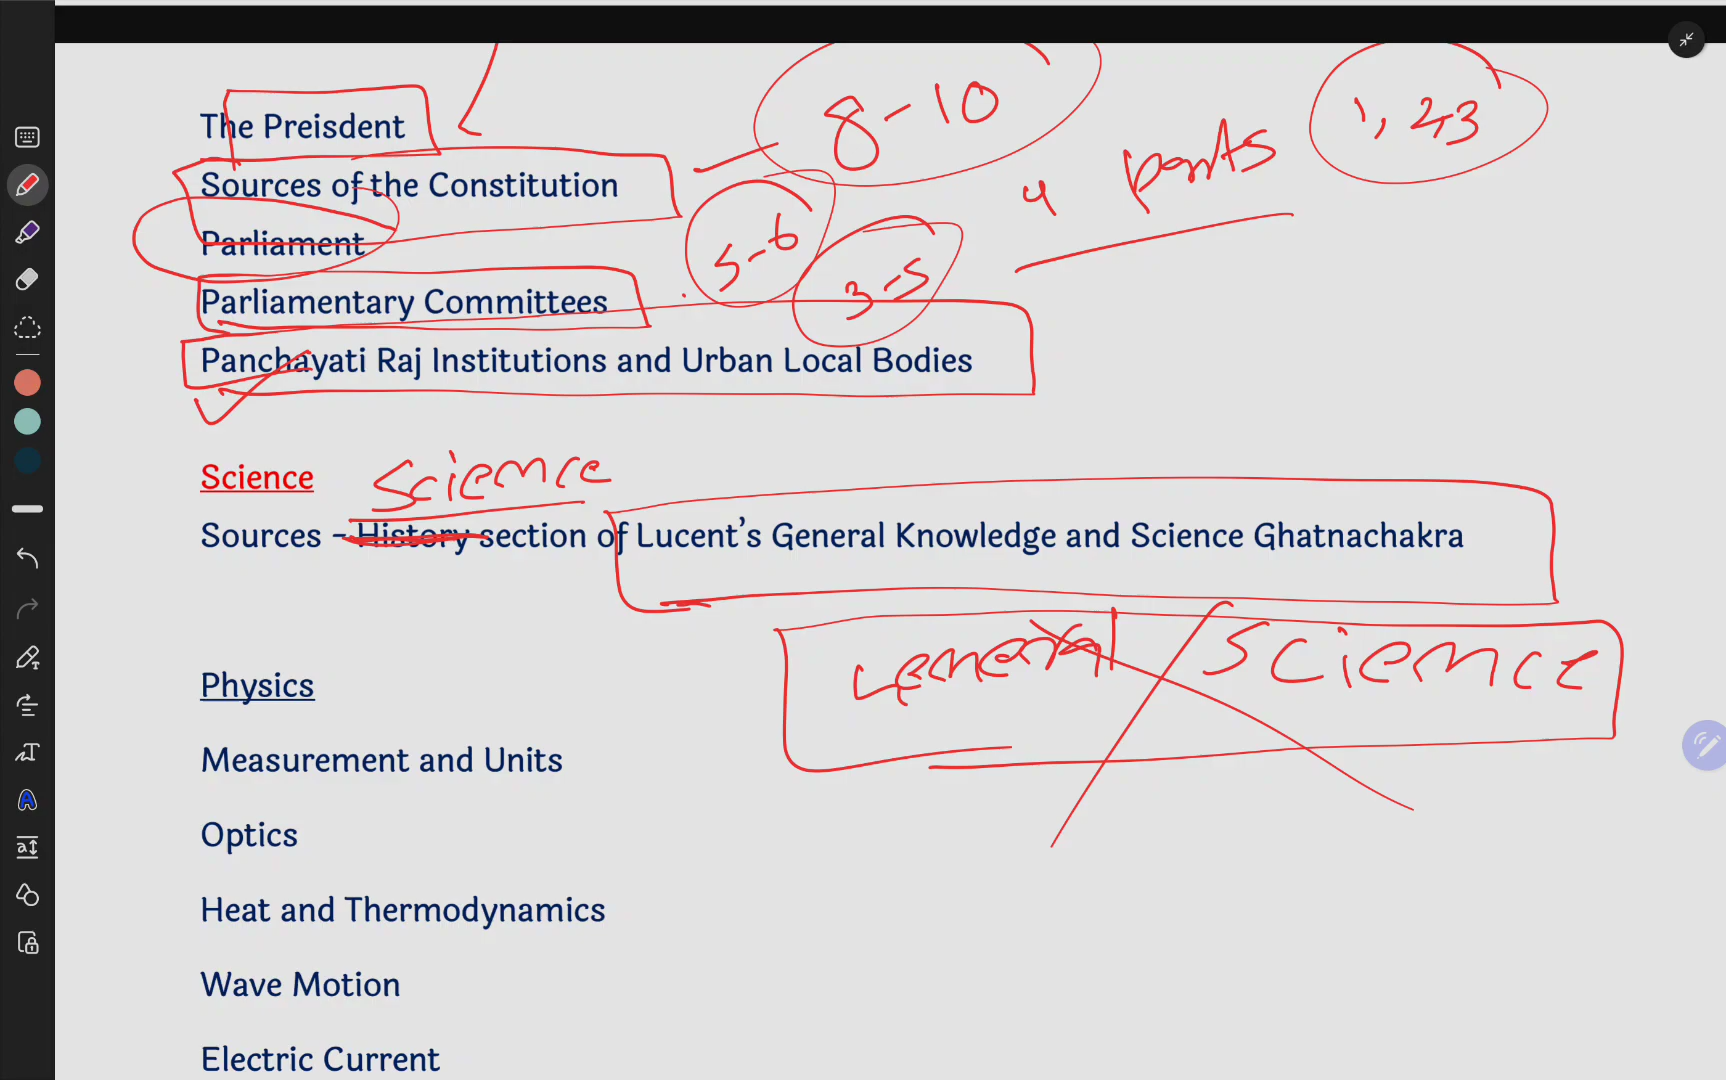 The Preisdent
8-10
1, 2,3
4 parts
Sources of the Constitution
Parliament
5-6
3-5
Parliamentary Committees
Panchayati Raj Institutions and Urban Local Bodies
Science
Science
Sources – History section of Lucent’s General Knowledge and Science Ghatnachakra
General Science
Physics
Measurement and Units
Optics
Heat and Thermodynamics
Wave Motion
Electric Current